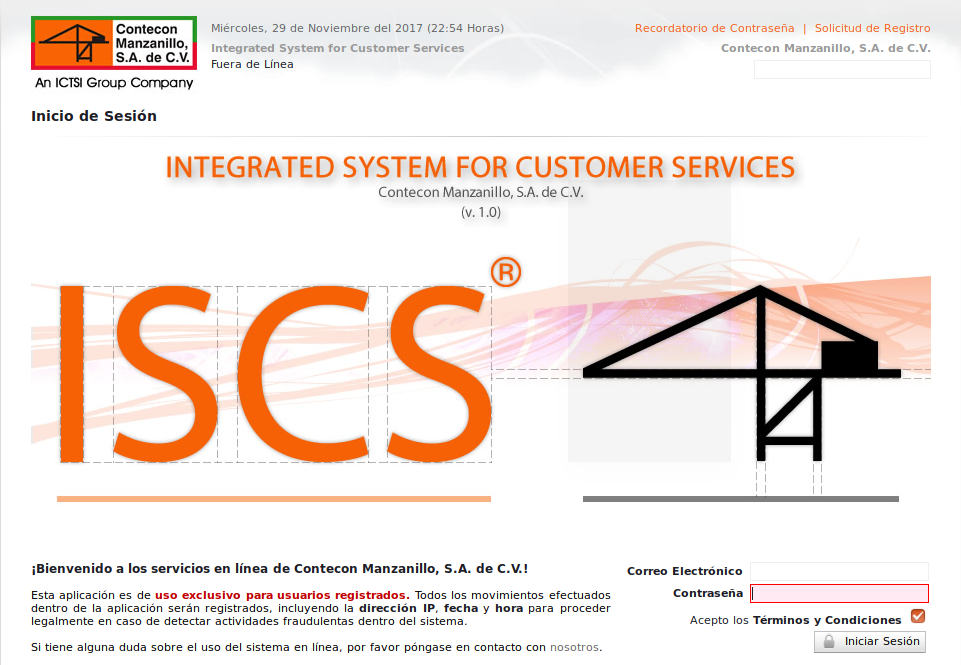 Contecon
Manzanillo,
S.A. de C.V.
An ICTSI Group Company
Miércoles, 29 de Noviembre del 2017 (22:54 Horas)
Integrated System for Customer Services
Fuera de Línea
Recordatorio de Contraseña | Solicitud de Registro
Contecon Manzanillo, S.A. de C.V.
Inicio de Sesión
INTEGRATED SYSTEM FOR CUSTOMER SERVICES
Contecon Manzanillo, S.A. de C.V.
(v. 1.0)
ISCS®
¡Bienvenido a los servicios en línea de Contecon Manzanillo, S.A. de C.V.!
Esta aplicación es de uso exclusivo para usuarios registrados. Todos los movimientos efectuados
dentro de la aplicación serán registrados, incluyendo la dirección IP, fecha y hora para proceder
legalmente en caso de detectar actividades fraudulentas dentro del sistema.
Si tiene alguna duda sobre el uso del sistema en línea, por favor póngase en contacto con nosotros.
Correo Electrónico
Contraseña
Acepto los Términos y Condiciones
Iniciar Sesión